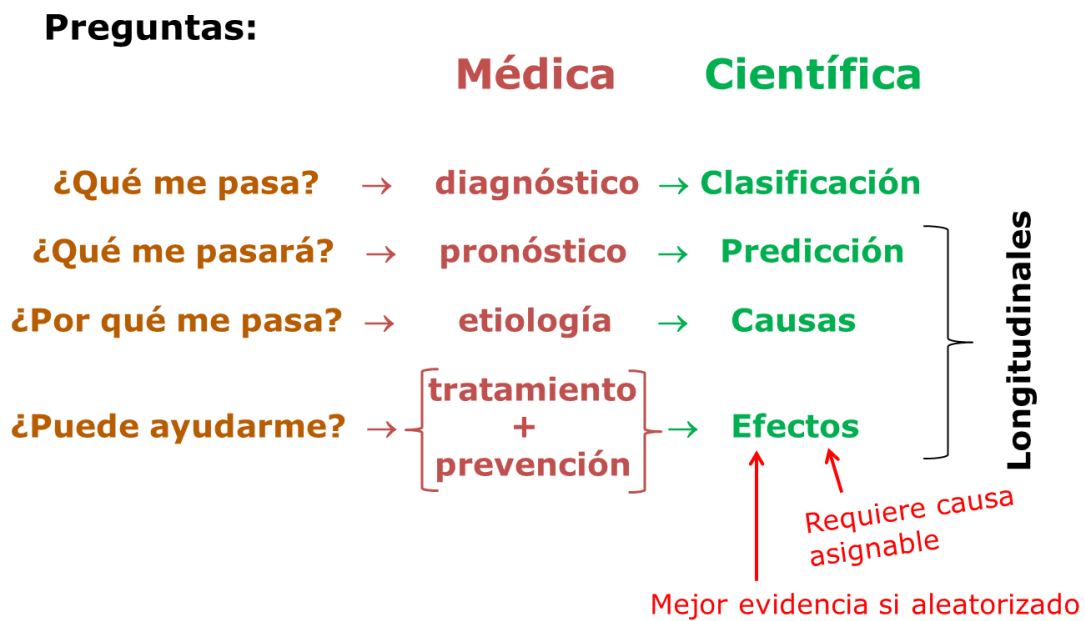 Preguntas:
Médica Científica
¿Qué me pasa? → diagnóstico → Clasificación
¿Qué me pasará? → pronóstico → Predicción
¿Por qué me pasa? → etiología → Causas
¿Puede ayudarme? → tratamiento + prevención → Efectos
Longitudinales
Requiere causa
asignable
Mejor evidencia si aleatorizado